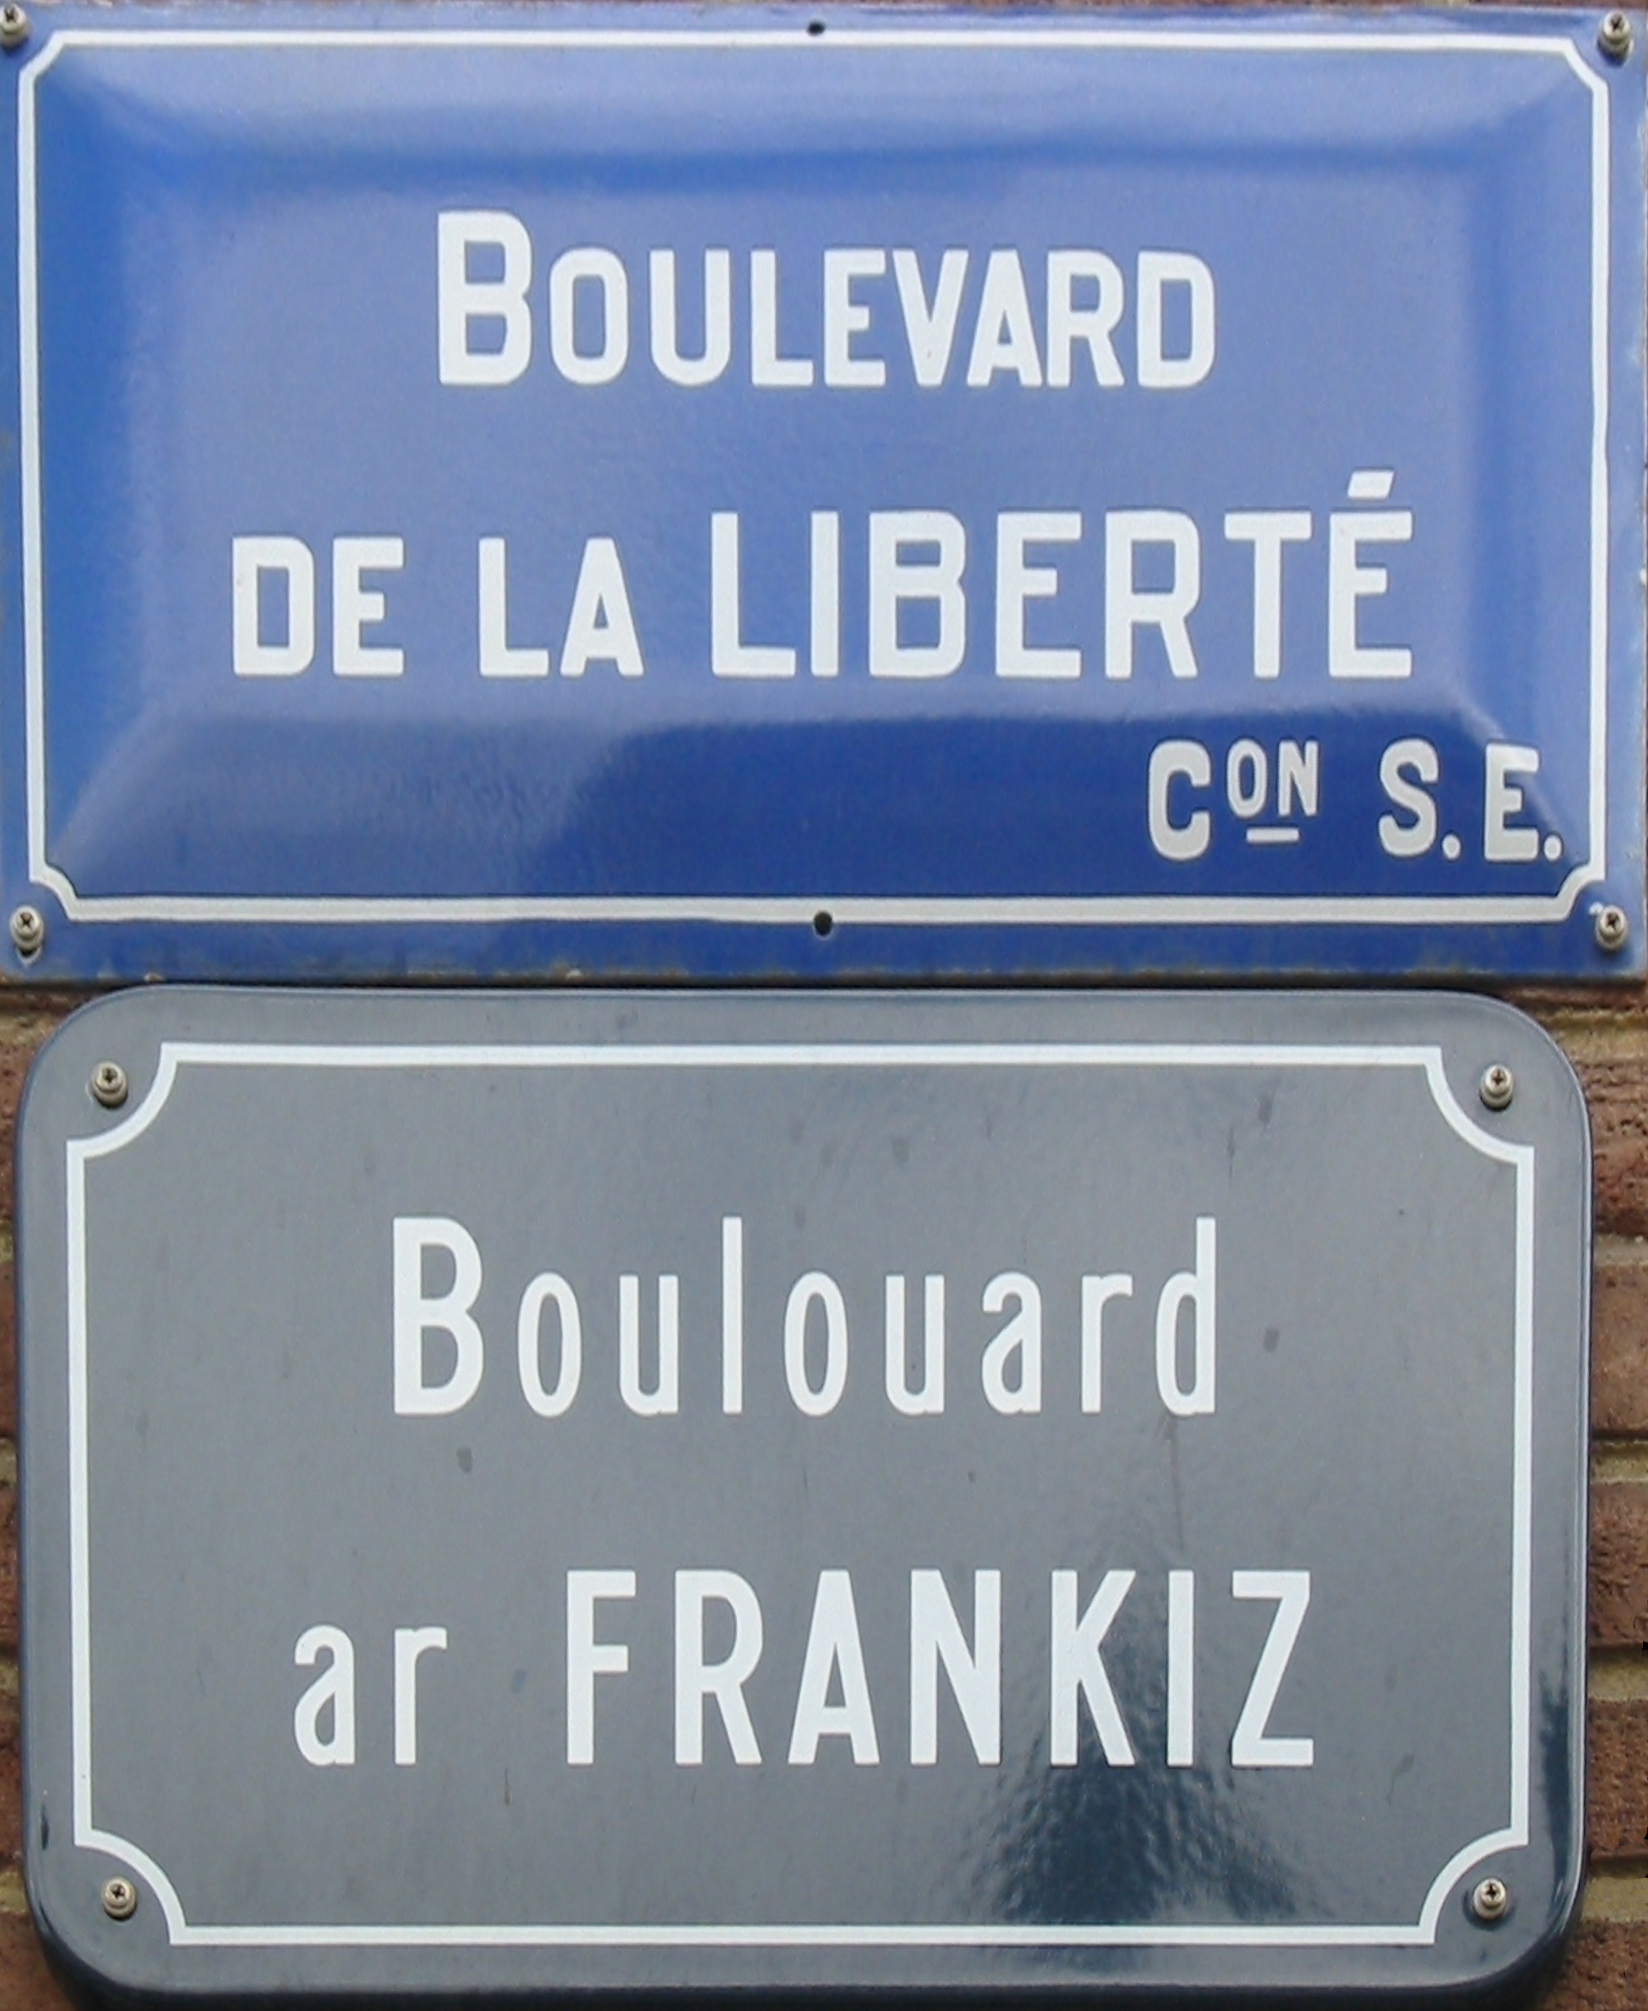 BOULEVARD
DE LA LIBERTÉ
CON S.E.
Boulouard
ar FRANKIZ